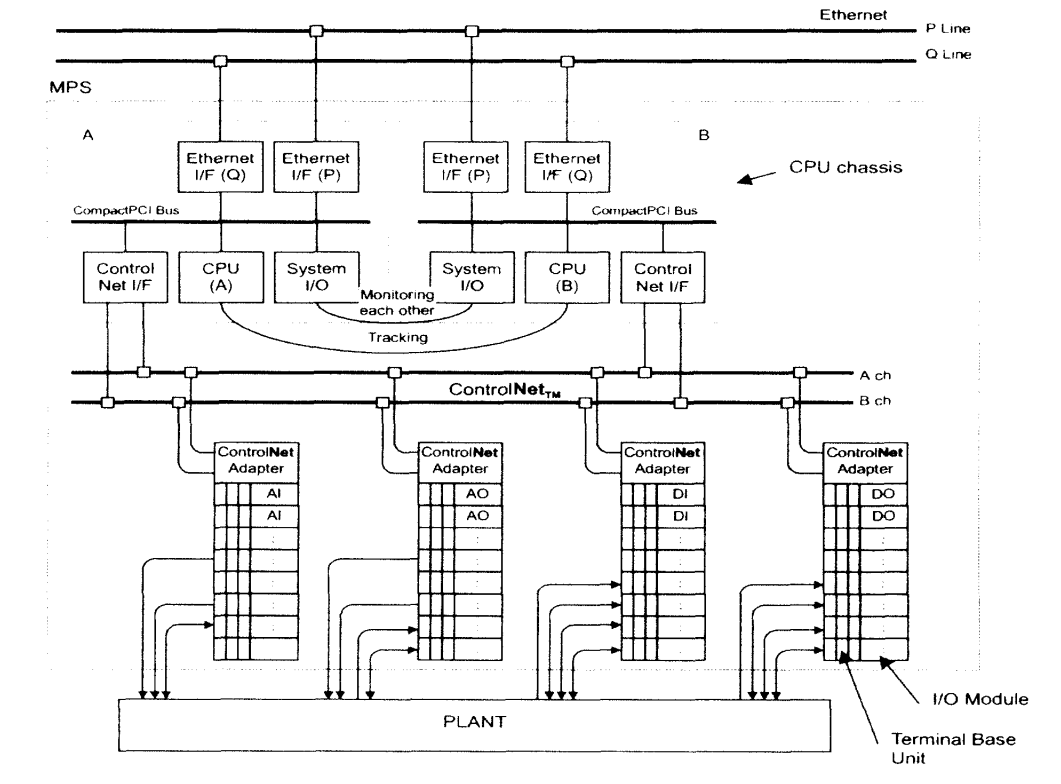 Ethernet
P Line
Q Line
MPS
A
B
Ethernet
I/F (Q)
Ethernet
I/F (P)
Ethernet
I/F (P)
Ethernet
I/F (Q)
CPU chassis
CompactPCI Bus
CompactPCI Bus
Control
Net I/F
CPU
(A)
System
I/O
System
I/O
CPU
(B)
Control
Net I/F
Monitoring
each other
Tracking
A ch
ControlNetTM
B ch
ControlNet
Adapter
ControlNet
Adapter
ControlNet
Adapter
ControlNet
Adapter
AI
AO
DI
DO
AI
AO
DI
DO
I/O Module
PLANT
Terminal Base
Unit